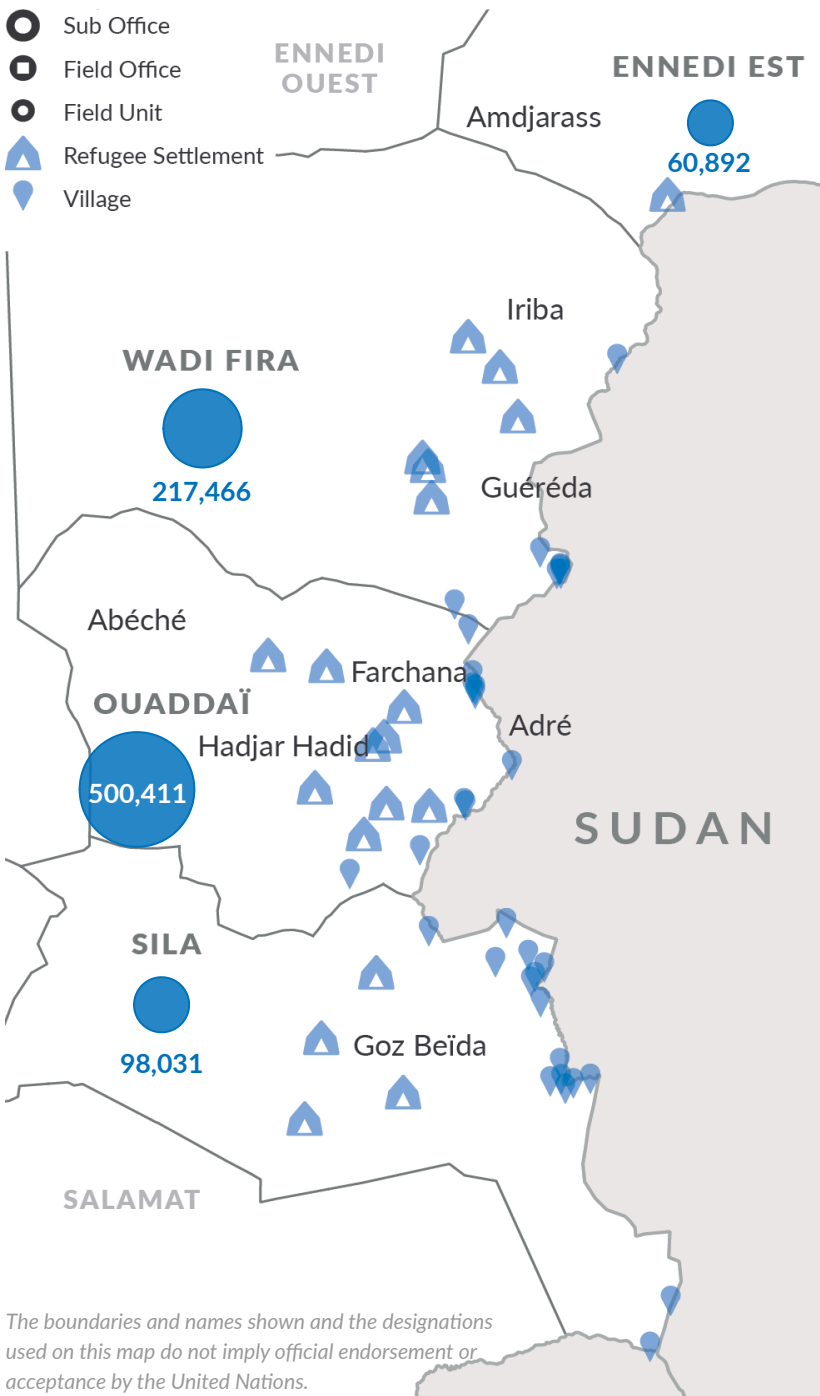 Sub Office
Field Office
Field Unit
Refugee Settlement
Village
ENNEDI
OUEST
ENNEDI EST
Amdjarass
60,892
Iriba
WADI FIRA
217,466
Guéréda
Abéché
Farchana
OUADDAÏ
Hadjar Hadid
Adré
500,411
SUDAN
SILA
Goz Beïda
98,031
SALAMAT
The boundaries and names shown and the designations
used on this map do not imply official endorsement or
acceptance by the United Nations.